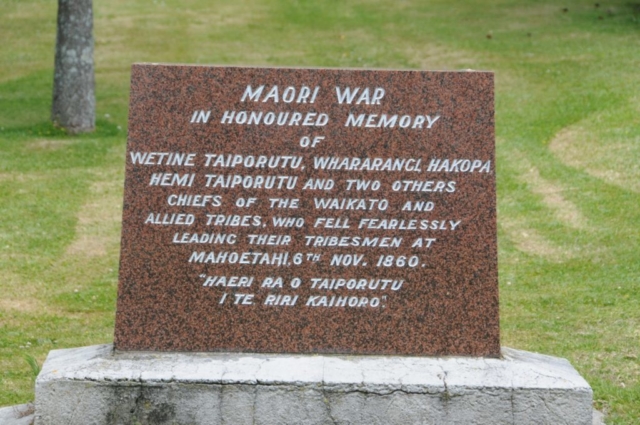 MAORI WAR
IN HONOURED MEMORY
OF
WETINE TAIPORUTU, WHARARANGI, HAKOPA,
HEMI TAIPORUTU AND TWO OTHERS
CHIEFS OF THE WAIKATO AND
ALLIED TRIBES, WHO FELL FEARLESSLY
LEADING THEIR TRIBESMEN AT
MAHOETAHI, 6TH NOV. 1860.
"HAERI RA O TAIPORUTU
I TE RIRI KAIHORO".